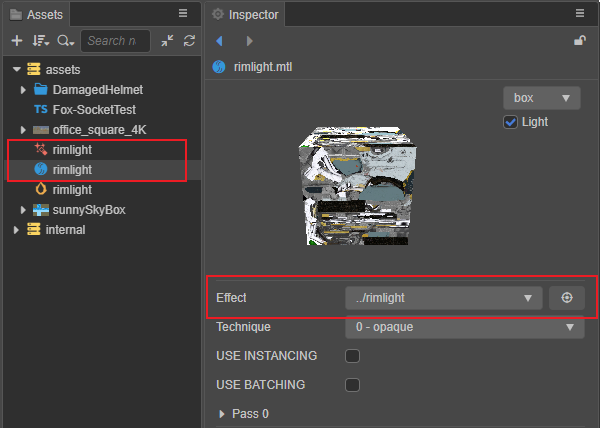 Assets
Search n
assets
DamagedHelmet
TS Fox-SocketTest
office_square_4K
rimlight
rimlight
rimlight
sunnySkyBox
internal
Inspector
rimlight.mtl
box
Light
Effect ../rimlight
Technique 0 - opaque
USE INSTANCING
USE BATCHING
Pass 0